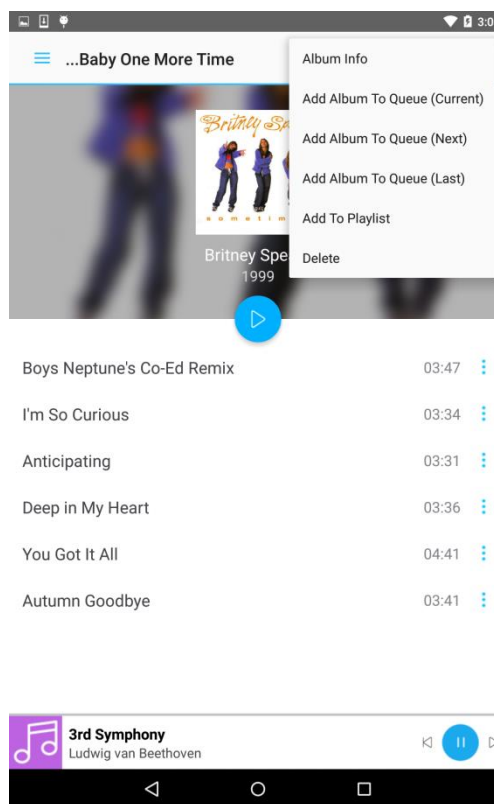 3:0
...Baby One More Time
Album Info
Add Album To Queue (Current)
Add Album To Queue (Next)
Add Album To Queue (Last)
Add To Playlist
Delete
Britney Sp
sometim
Britney Spe
1999
Boys Neptune's Co-Ed Remix 03:47
I'm So Curious 03:34
Anticipating 03:31
Deep in My Heart 03:36
You Got It All 04:41
Autumn Goodbye 03:41
3rd Symphony
Ludwig van Beethoven